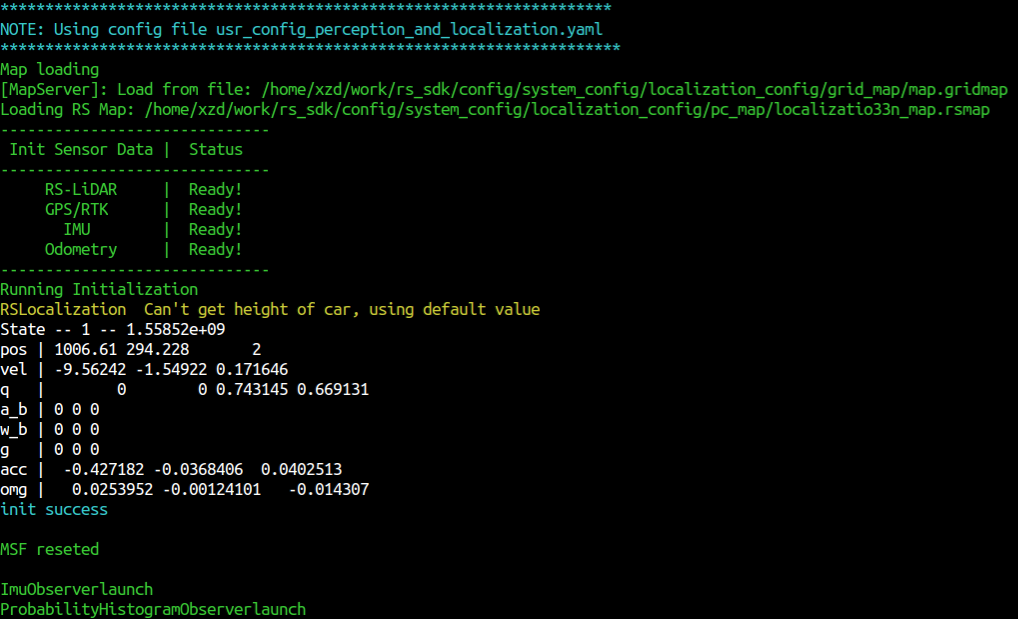 ********************************************************************
NOTE: Using config file usr_config_perception_and_localization.yaml
*********************************************************************
Map loading
[MapServer]: Load from file: /home/xzd/work/rs_sdk/config/system_config/localization_config/grid_map/map.gridmap
Loading RS Map: /home/xzd/work/rs_sdk/config/system_config/localization_config/pc_map/localizatio33n_map.rsmap
------------------------------
 Init Sensor Data |  Status
------------------------------
     RS-LiDAR     |  Ready!
     GPS/RTK      |  Ready!
       IMU        |  Ready!
     Odometry     |  Ready!
------------------------------
Running Initialization
RSLocalization  Can't get height of car, using default value
State -- 1 -- 1.55852e+09
pos | 1006.61 294.228       2
vel | -9.56242 -1.54922 0.171646
q   |        0        0 0.743145 0.669131
a_b | 0 0 0
w_b | 0 0 0
g   | 0 0 0
acc |  -0.427182 -0.0368406  0.0402513
omg |   0.0253952 -0.00124101   -0.014307
init success
MSF reseted
ImuObserverlaunch
ProbabilityHistogramObserverlaunch